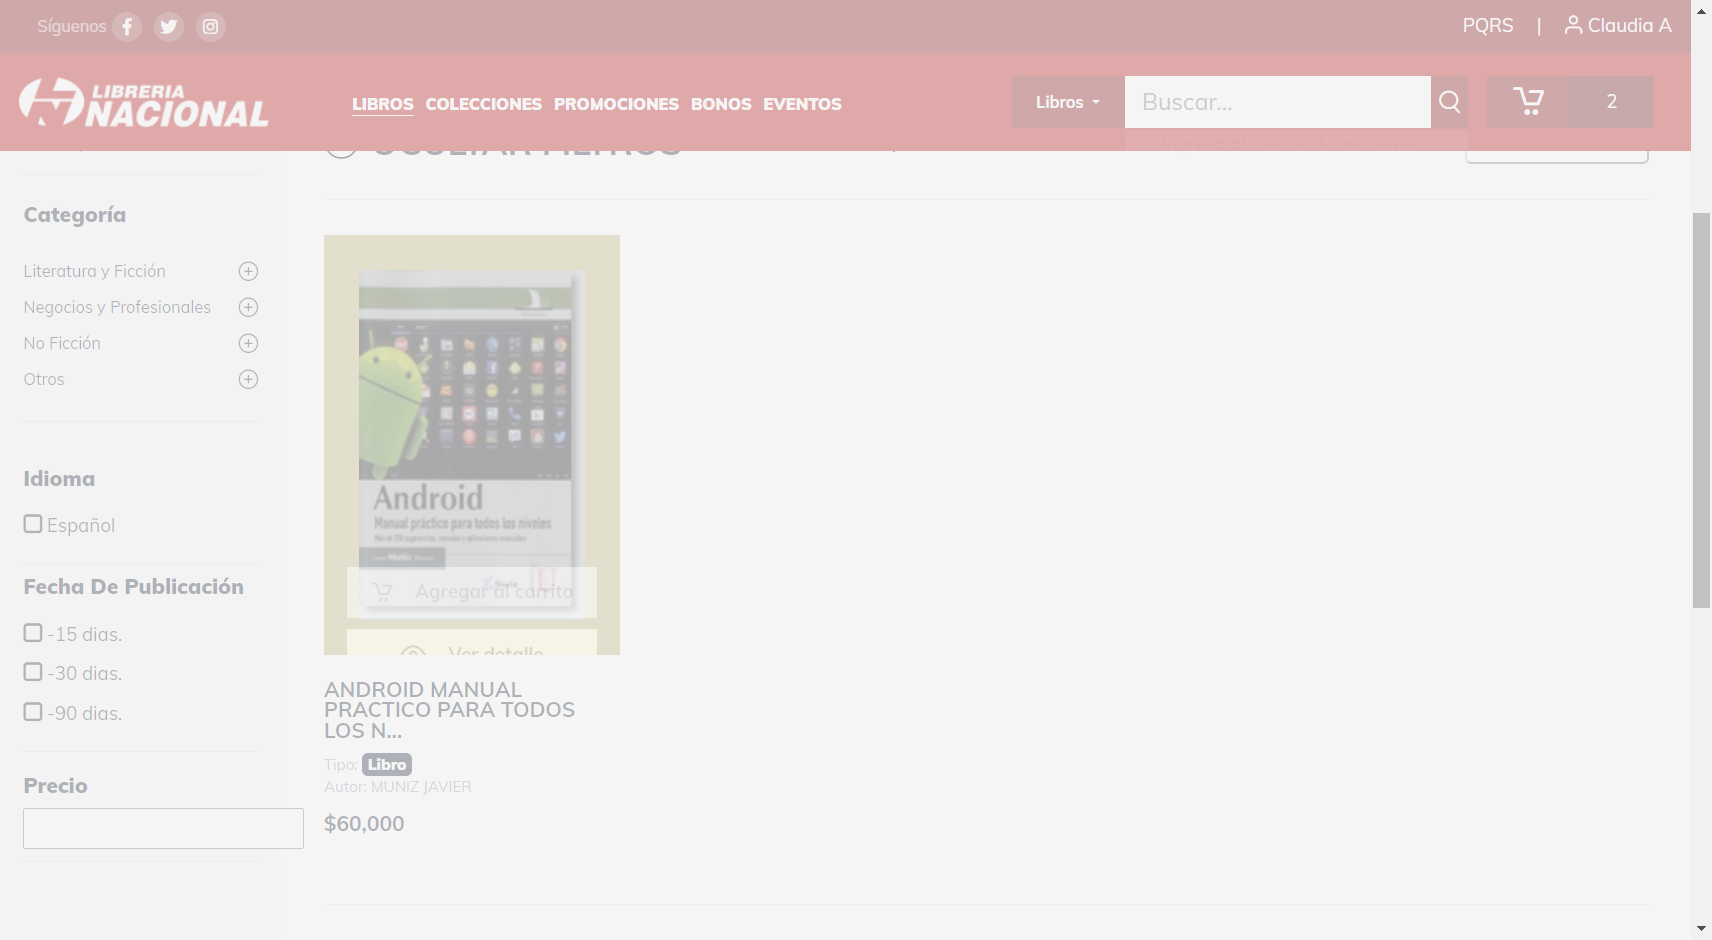 Síguenos
PQRS | Claudia A
LIBRERIA
NACIONAL
LIBROS COLECCIONES PROMOCIONES BONOS EVENTOS
Libros
Buscar...
2
OCULTAR FILTROS
Categoría
Literatura y Ficción
Negocios y Profesionales
No Ficción
Otros
Idioma
Español
Fecha De Publicación
-15 dias.
-30 dias.
-90 dias.
Precio
Android
Manual práctico para todos los niveles
Agregar al carrito
Ver detalle
ANDROID MANUAL
PRACTICO PARA TODOS
LOS N...
Tipo: Libro
Autor: MUNIZ JAVIER
$60,000